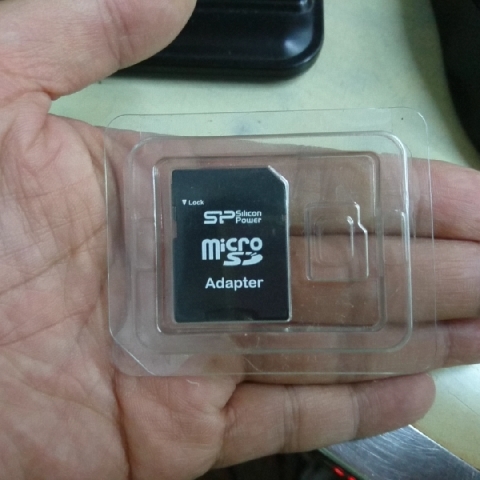 ▼ Lock
SP Silicon Power
micro SD
Adapter